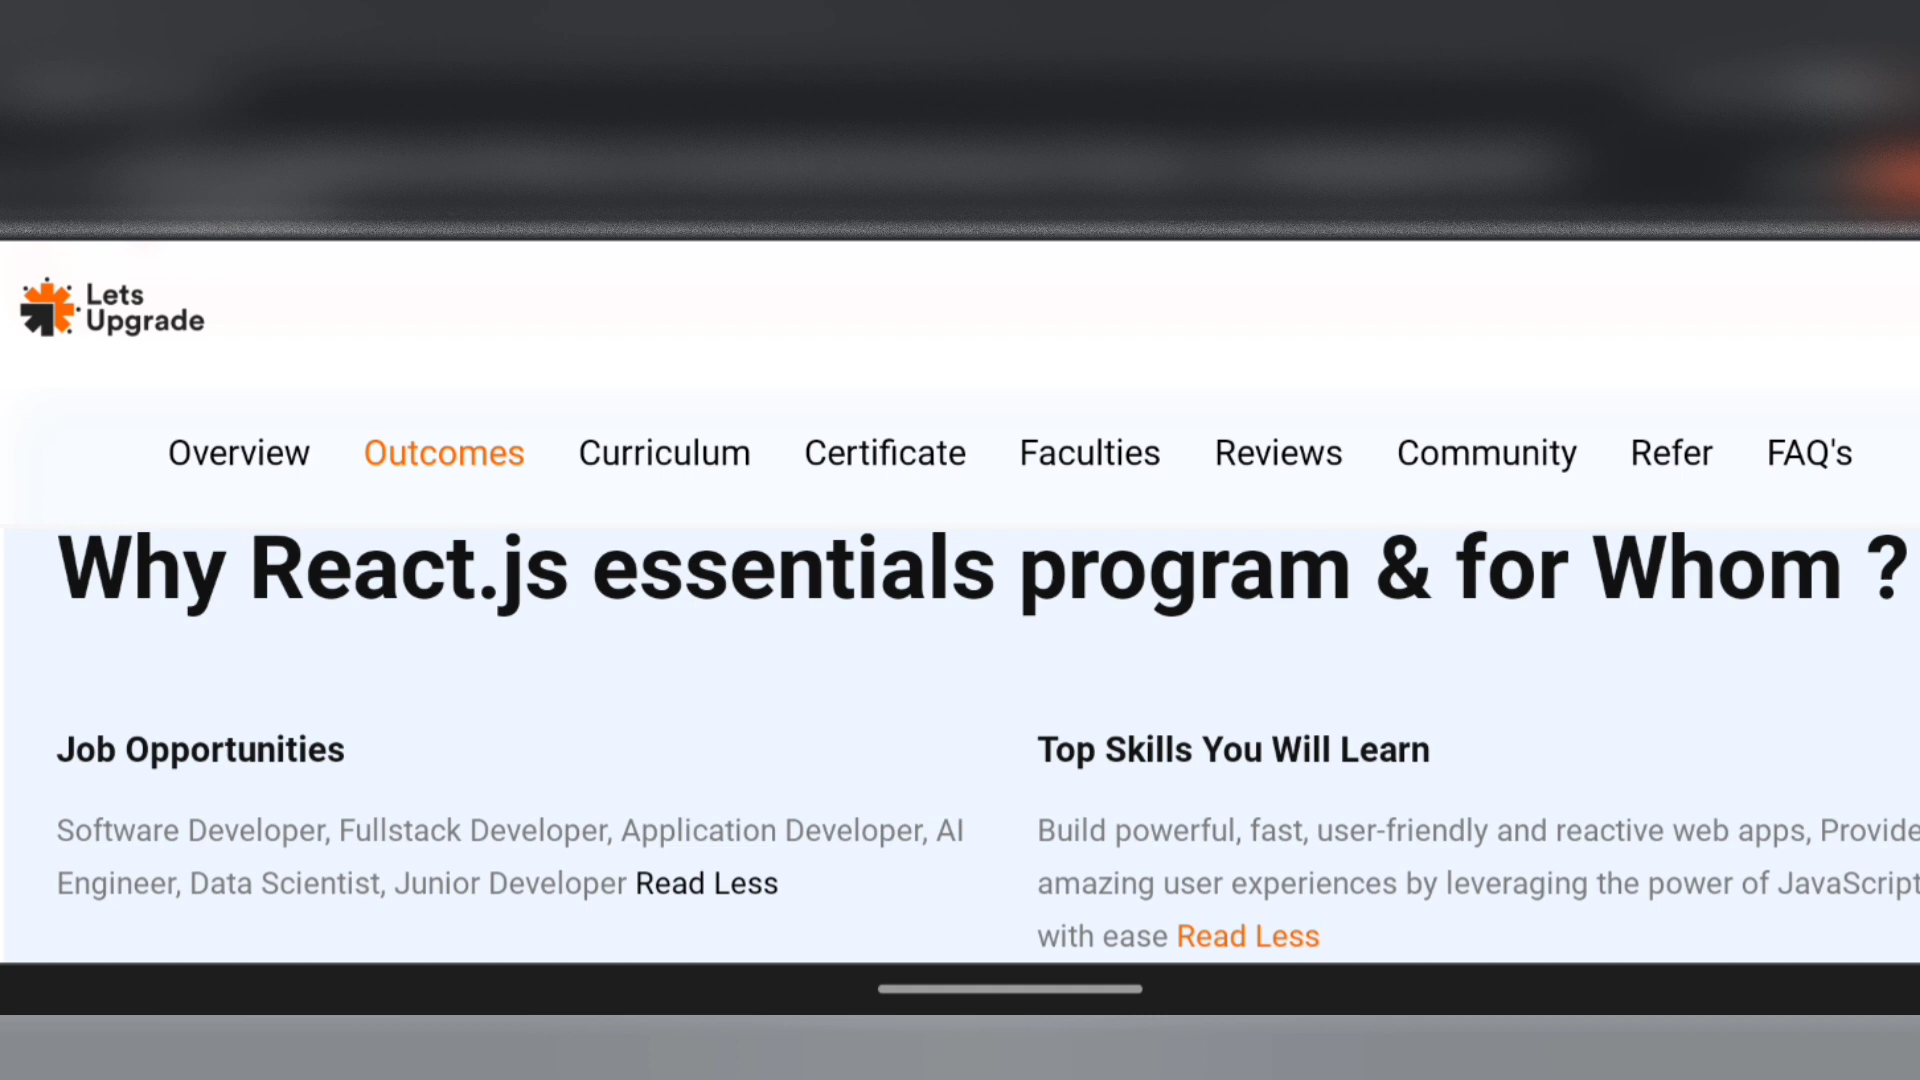 Lets
Upgrade
Overview Outcomes Curriculum Certificate Faculties Reviews Community Refer FAQ's
Why React.js essentials program & for Whom ?
Job Opportunities
Software Developer, Fullstack Developer, Application Developer, AI
Engineer, Data Scientist, Junior Developer Read Less
Top Skills You Will Learn
Build powerful, fast, user-friendly and reactive web apps, Provide
amazing user experiences by leveraging the power of JavaScript
with ease Read Less